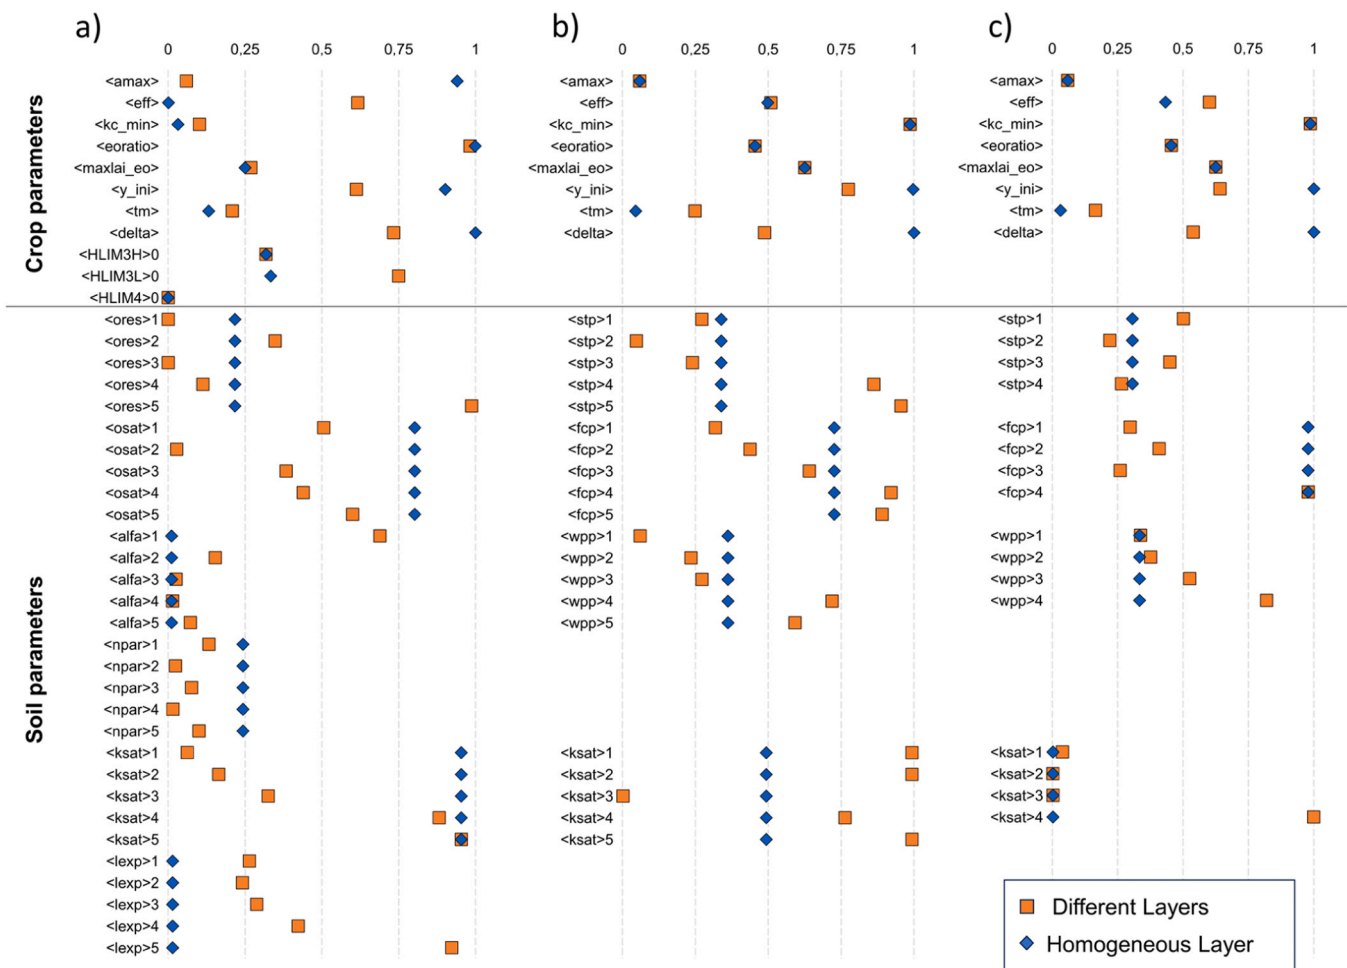 a) b) c)
0 0,25 0,5 0,75 1 0 0,25 0,5 0,75 1 0 0,25 0,5 0,75 1
Crop parameters
<amax> <amax> <amax>
<eff> <eff> <eff>
<kc_min> <kc_min> <kc_min>
<eoratio> <eoratio> <eoratio>
<maxlai_eo> <maxlai_eo> <maxlai_eo>
<y_ini> <y_ini> <y_ini>
<tm> <tm> <tm>
<delta> <delta> <delta>
<HLIM3H>0
<HLIM3L>0
<HLIM4>0
Soil parameters
<ores>1 <stp>1 <stp>1
<ores>2 <stp>2 <stp>2
<ores>3 <stp>3 <stp>3
<ores>4 <stp>4 <stp>4
<ores>5 <stp>5
<osat>1 <fcp>1 <fcp>1
<osat>2 <fcp>2 <fcp>2
<osat>3 <fcp>3 <fcp>3
<osat>4 <fcp>4 <fcp>4
<osat>5 <fcp>5
<alfa>1 <wpp>1 <wpp>1
<alfa>2 <wpp>2 <wpp>2
<alfa>3 <wpp>3 <wpp>3
<alfa>4 <wpp>4 <wpp>4
<alfa>5 <wpp>5
<npar>1
<npar>2
<npar>3
<npar>4
<npar>5
<ksat>1 <ksat>1 <ksat>1
<ksat>2 <ksat>2 <ksat>2
<ksat>3 <ksat>3 <ksat>3
<ksat>4 <ksat>4 <ksat>4
<ksat>5 <ksat>5
<lexp>1
<lexp>2
<lexp>3
<lexp>4
<lexp>5
Different Layers
Homogeneous Layer